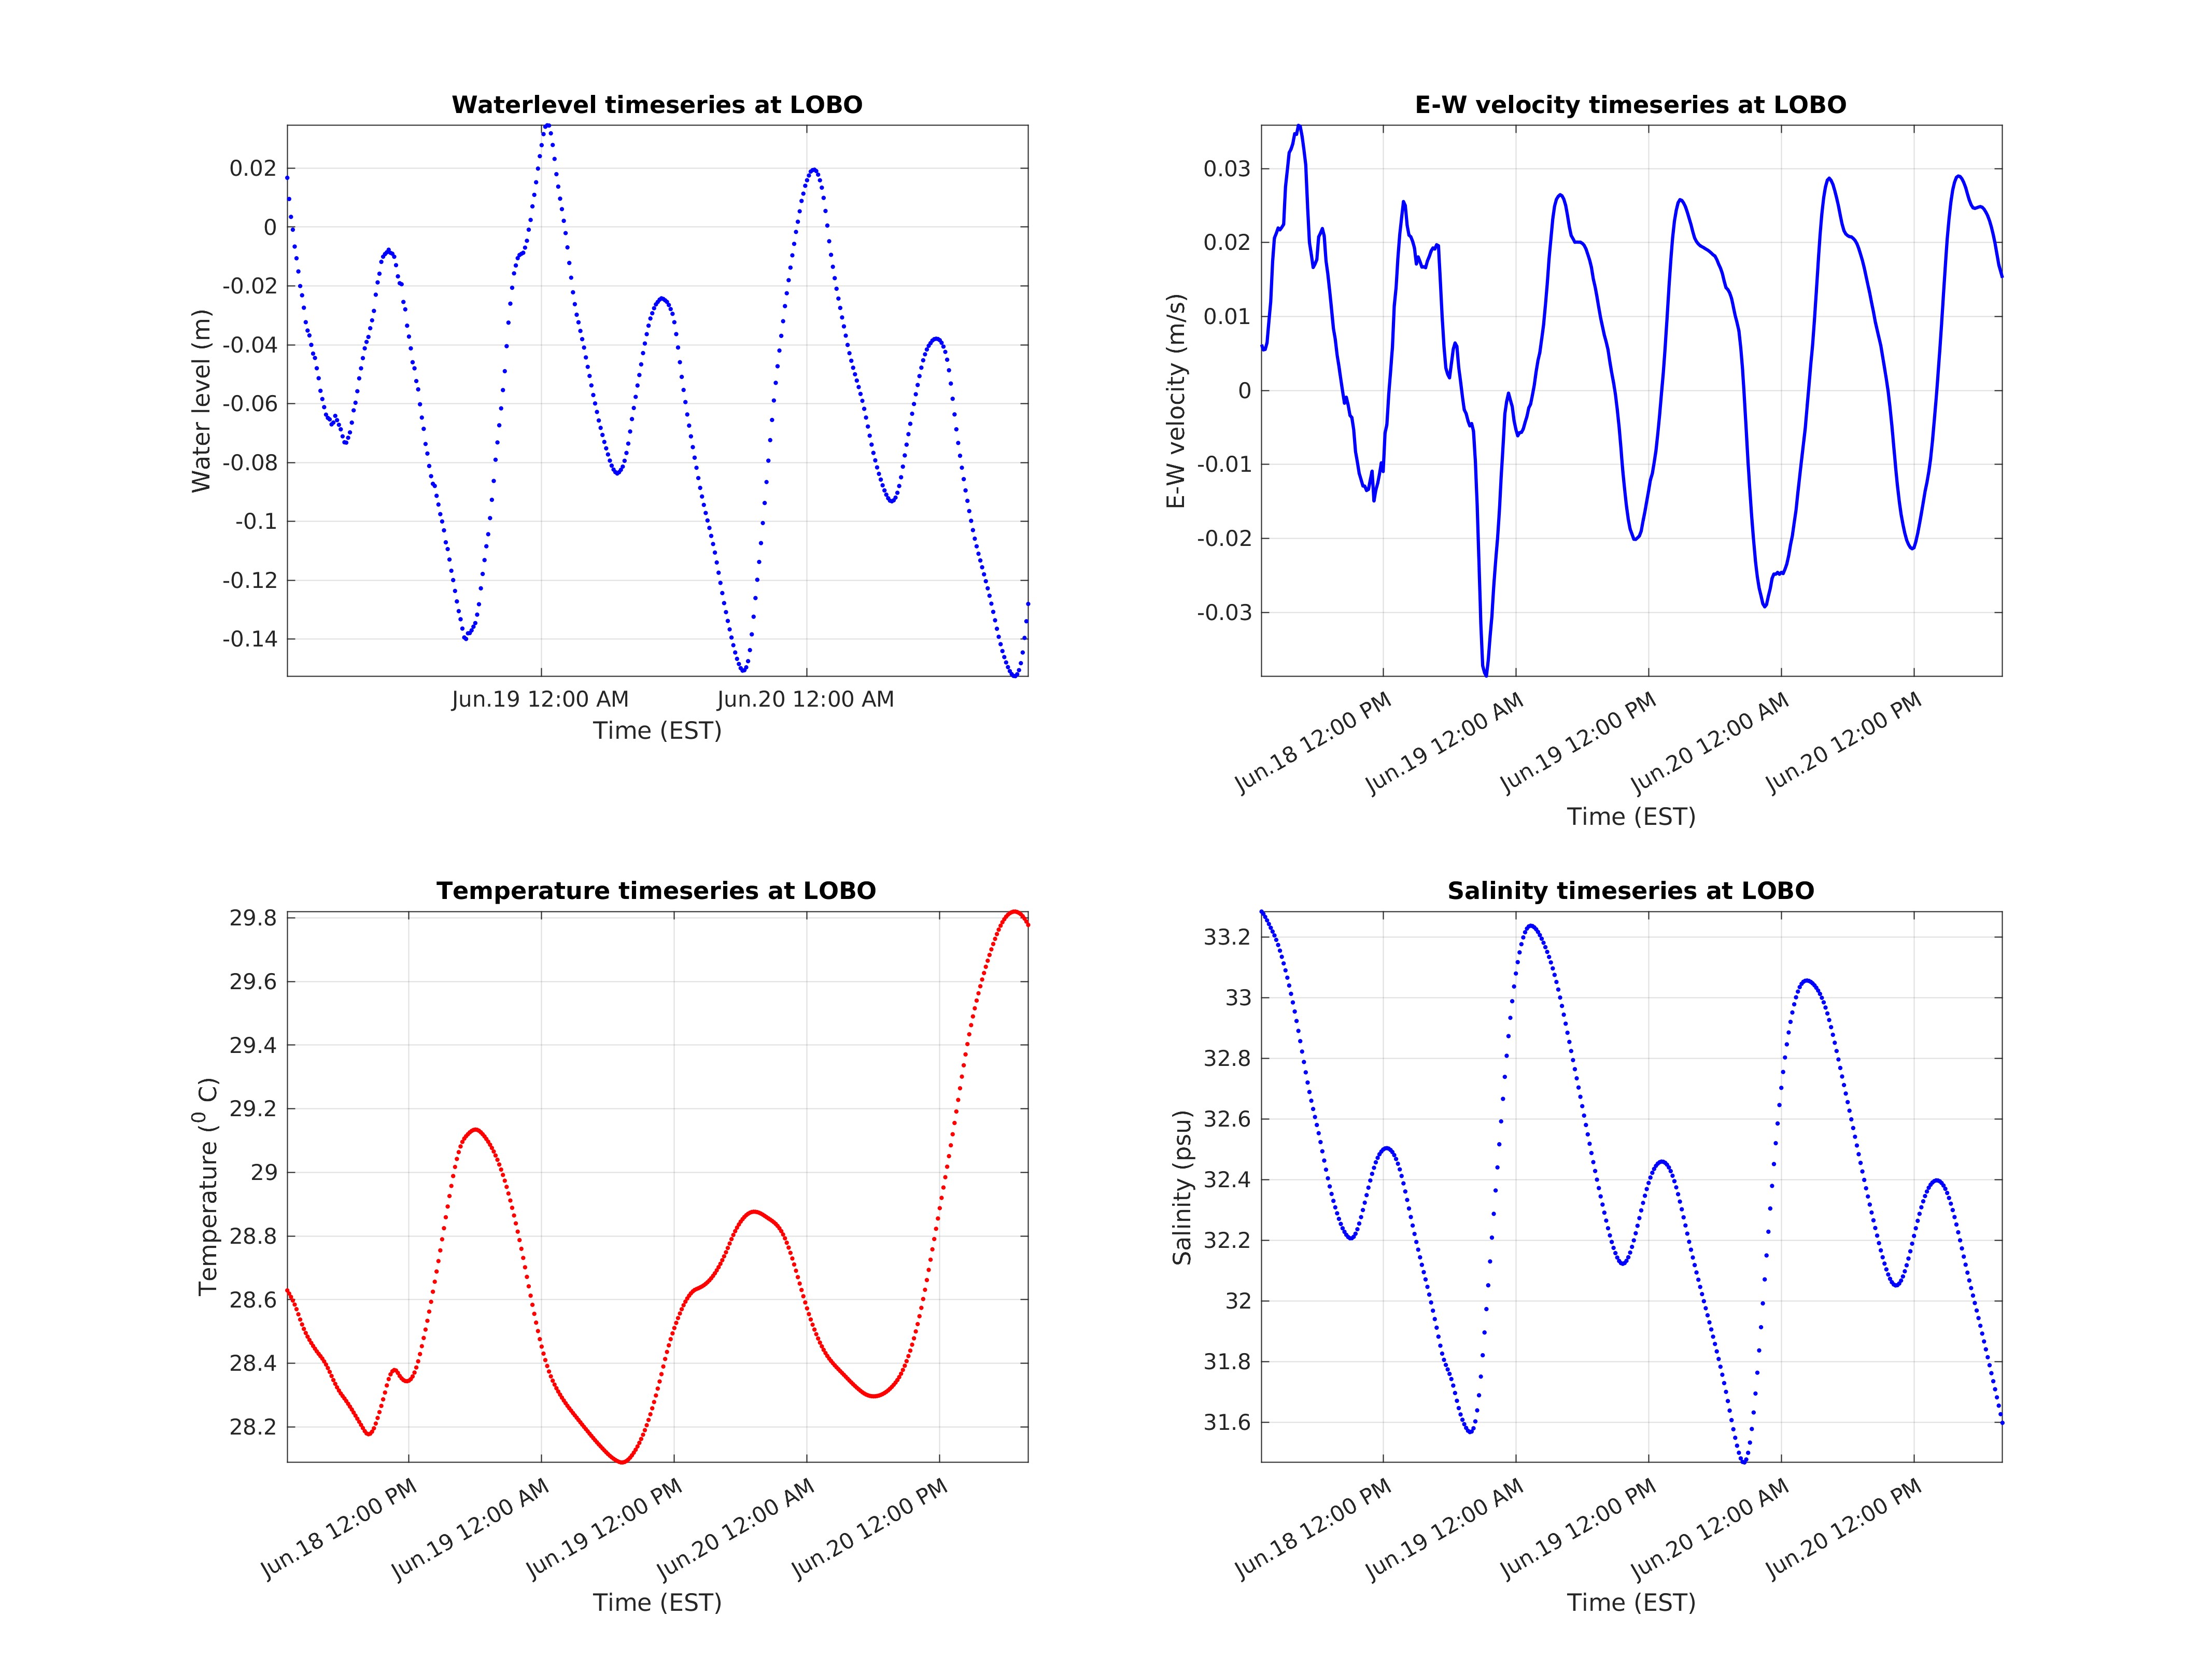 Waterlevel timeseries at LOBO
0.02
0
-0.02
-0.04
-0.06
-0.08
-0.1
-0.12
-0.14
Water level (m)
Jun.19 12:00 AM
Jun.20 12:00 AM
Time (EST)
E-W velocity timeseries at LOBO
0.03
0.02
0.01
0
-0.01
-0.02
-0.03
E-W velocity (m/s)
Jun.18 12:00 PM
Jun.19 12:00 AM
Jun.19 12:00 PM
Jun.20 12:00 AM
Jun.20 12:00 PM
Time (EST)
Temperature timeseries at LOBO
29.8
29.6
29.4
29.2
29
28.8
28.6
28.4
28.2
Temperature (⁰ C)
Jun.18 12:00 PM
Jun.19 12:00 AM
Jun.19 12:00 PM
Jun.20 12:00 AM
Jun.20 12:00 PM
Time (EST)
Salinity timeseries at LOBO
33.2
33
32.8
32.6
32.4
32.2
32
31.8
31.6
Salinity (psu)
Jun.18 12:00 PM
Jun.19 12:00 AM
Jun.19 12:00 PM
Jun.20 12:00 AM
Jun.20 12:00 PM
Time (EST)